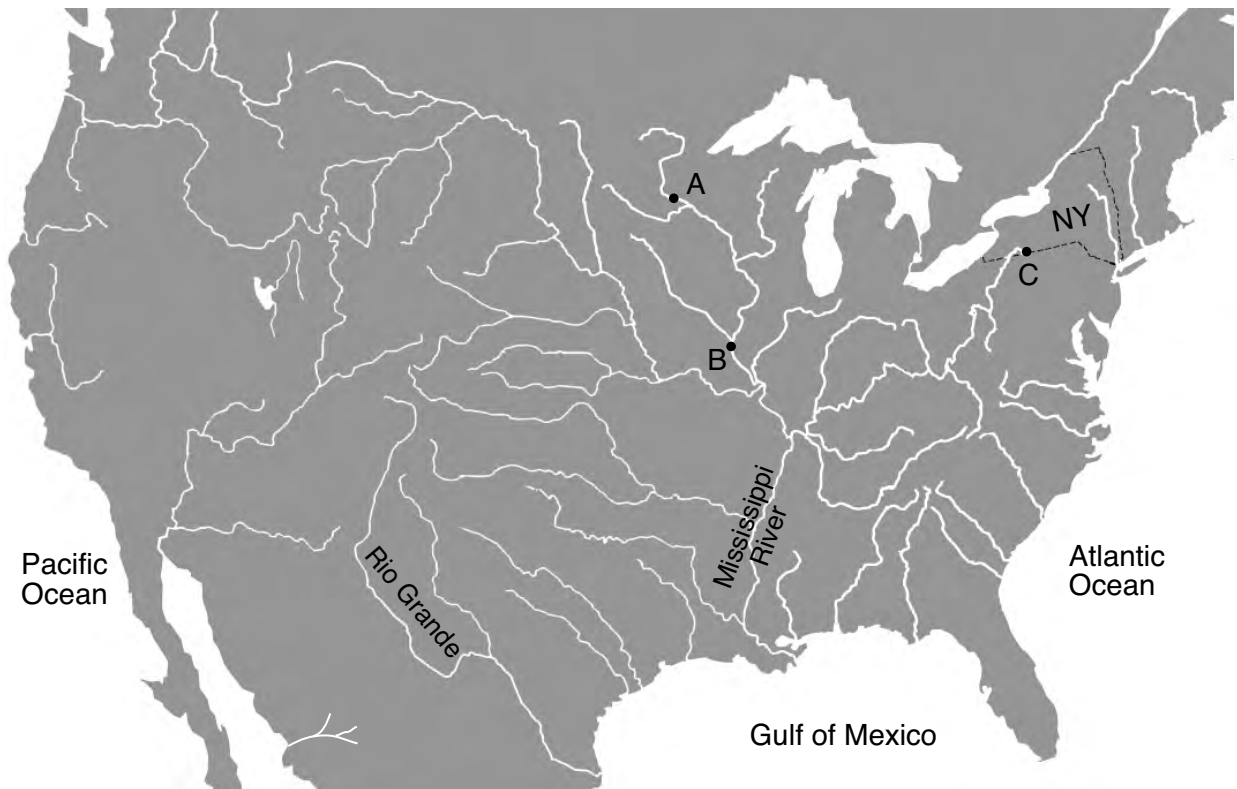 A
NY
C
B
Mississippi
River
Pacific
Ocean
Rio Grande
Atlantic
Ocean
Gulf of Mexico